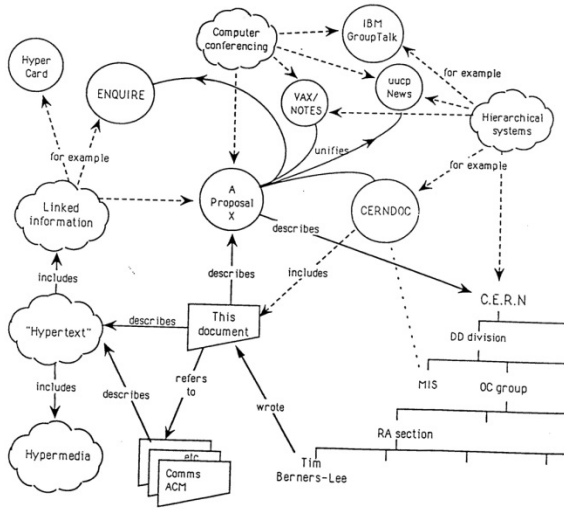 IBM
GroupTalk
Computer
conferencing
Hyper
Card
ENQUIRE
uucp
News
VAX/
NOTES
for example
Hierarchical
systems
unifies
for example
for example
A
Proposal
X
CERNDOC
Linked
information
describes
includes
describes
includes
C.E.R.N
This
document
"Hypertext"
describes
DD division
refers
to
MIS
OC group
includes
describes
wrote
RA section
Hypermedia
etc
Tim
Berners-Lee
Comms
ACM